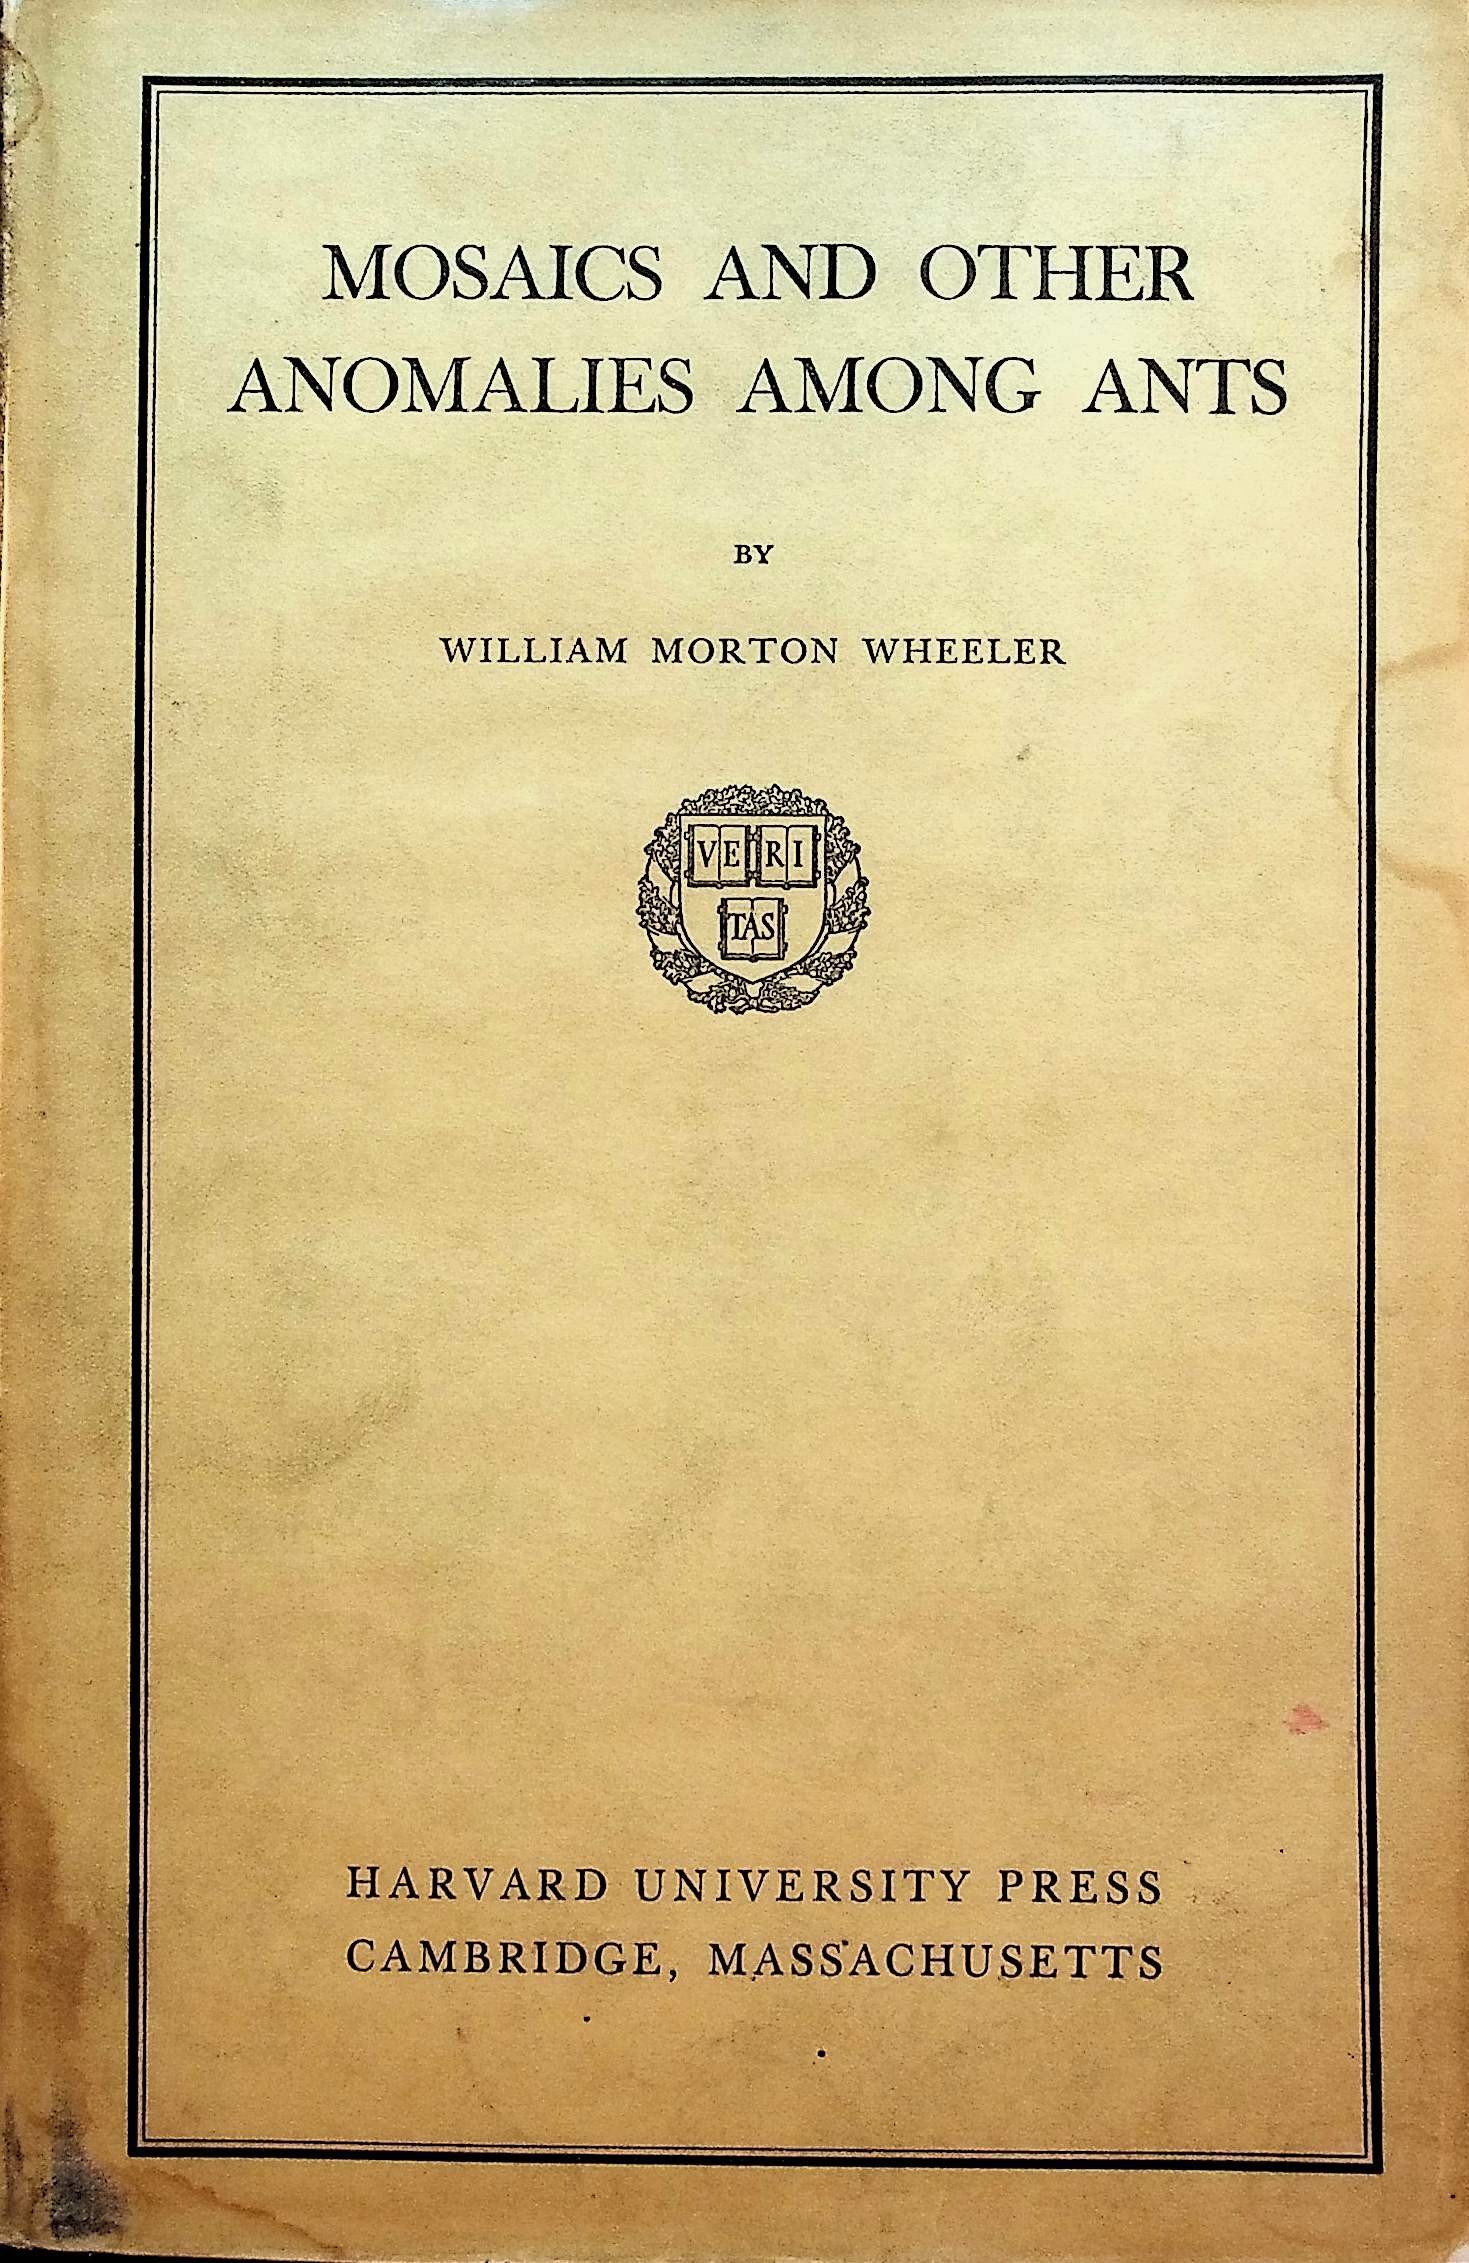 MOSAICS AND OTHER
ANOMALIES AMONG ANTS
BY
WILLIAM MORTON WHEELER
VE RI
TAS
HARVARD UNIVERSITY PRESS
CAMBRIDGE, MASSACHUSETTS